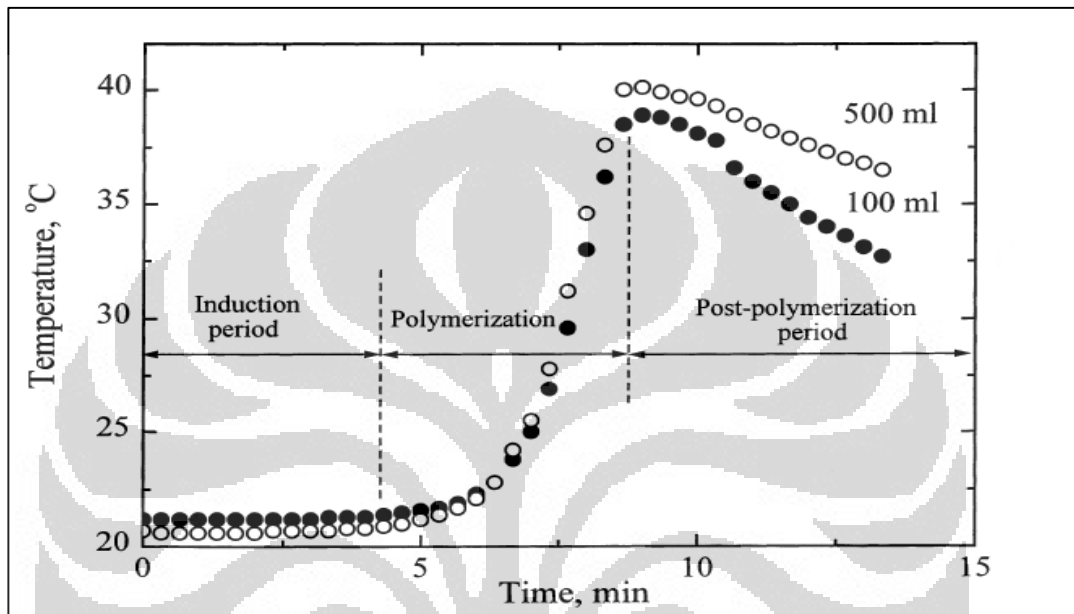 40
35
30
25
20
0
5
10
15
Temperature, °C
Time, min
500 ml
100 ml
Induction
period
Polymerization
Post-polymerization
period